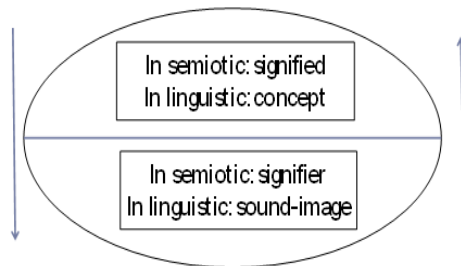 In semiotic: signified
In linguistic: concept
In semiotic: signifier
In linguistic: sound-image